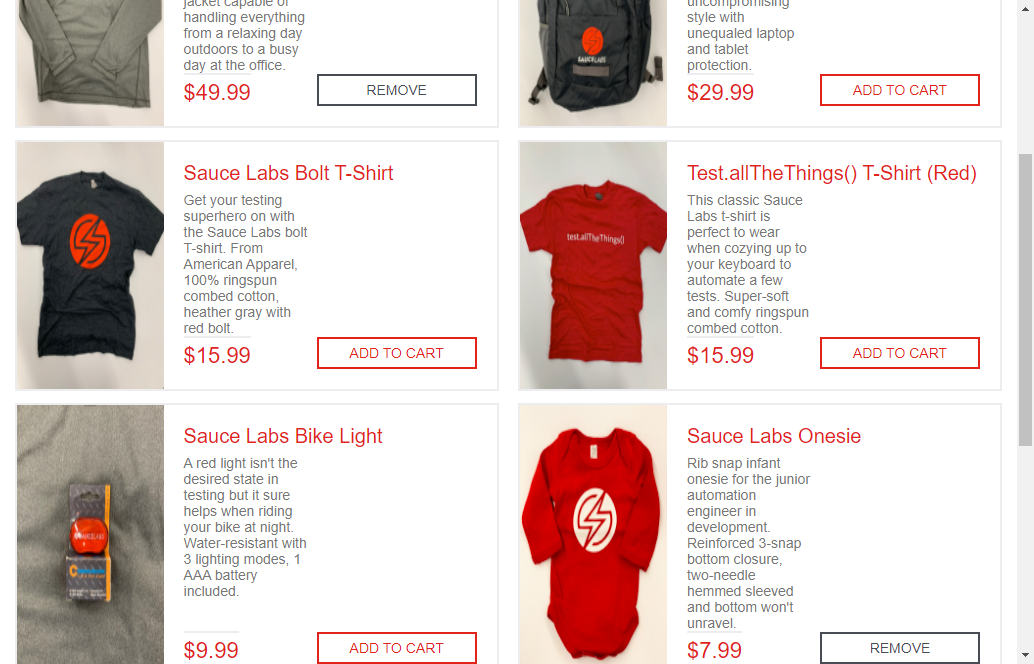 jacket capable of
handling everything
from a relaxing day
outdoors to a busy
day at the office.
$49.99
REMOVE
uncompromising
style with
unequaled laptop
and tablet
protection.
SAUCELABS
$29.99
ADD TO CART
Sauce Labs Bolt T-Shirt
Get your testing
superhero on with
the Sauce Labs bolt
T-shirt. From
American Apparel,
100% ringspun
combed cotton,
heather gray with
red bolt.
$15.99
ADD TO CART
test.allTheThings()
Test.allTheThings() T-Shirt (Red)
This classic Sauce
Labs t-shirt is
perfect to wear
when cozying up to
your keyboard to
automate a few
tests. Super-soft
and comfy ringspun
combed cotton.
$15.99
ADD TO CART
SAUCELABS
Sauce Labs Bike Light
A red light isn't the
desired state in
testing but it sure
helps when riding
your bike at night.
Water-resistant with
3 lighting modes, 1
AAA battery
included.
$9.99
ADD TO CART
Sauce Labs Onesie
Rib snap infant
onesie for the junior
automation
engineer in
development.
Reinforced 3-snap
bottom closure,
two-needle
hemmed sleeved
and bottom won't
unravel.
$7.99
REMOVE